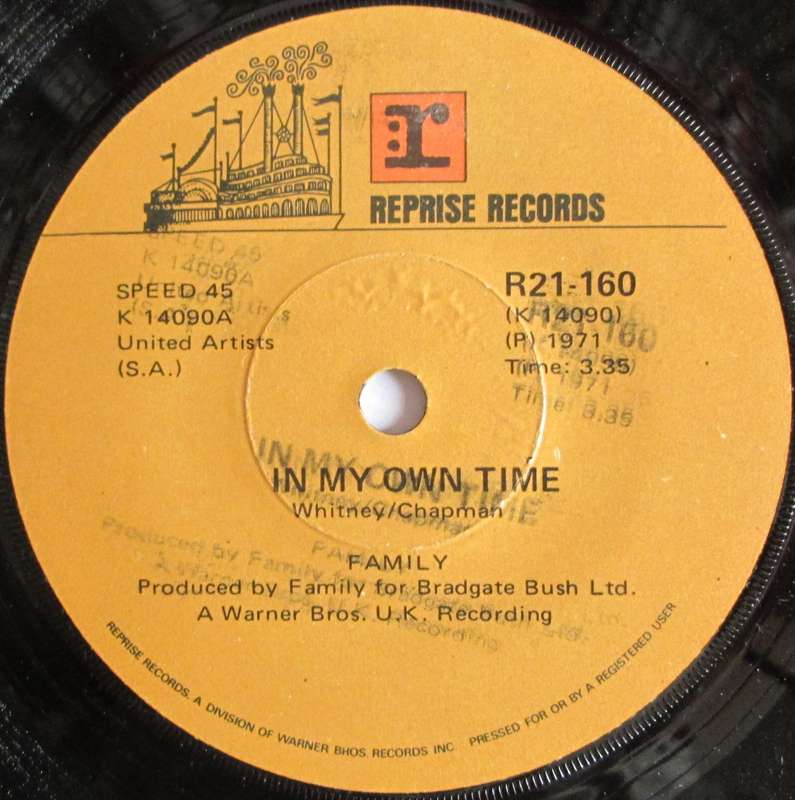 r
REPRISE RECORDS
SPEED 45
K 14090A
United Artists
(S.A.)
R21-160
(K 14090)
(P) 1971
Time: 3.35
IN MY OWN TIME
Whitney/Chapman
FAMILY
Produced by Family for Bradgate Bush Ltd.
A Warner Bros. U.K. Recording
REPRISE RECORDS, A DIVISION OF WARNER BROS. RECORDS INC PRESSED FOR OR BY A REGISTERED USER